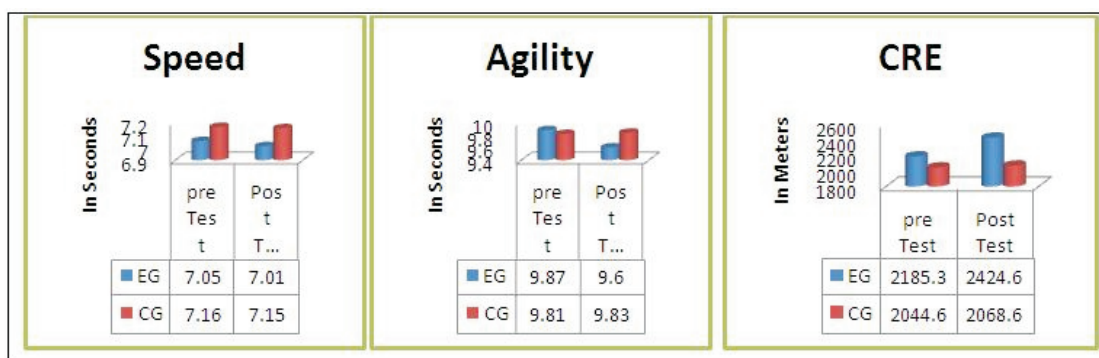 Speed
In Seconds
7.2
7.1
7
6.9
pre
Tes
t
Pos
t
T...
EG 7.05 7.01
CG 7.16 7.15
Agility
In Seconds
10
9.8
9.6
9.4
pre
Tes
t
Pos
t
T...
EG 9.87 9.6
CG 9.81 9.83
CRE
In Meters
2600
2400
2200
2000
1800
pre
Test
Post
Test
EG 2185.3 2424.6
CG 2044.6 2068.6